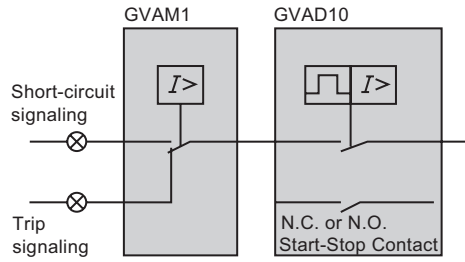 GVAM1
GVAD10
I>
I>
Short-circuit
signaling
Trip
signaling
N.C. or N.O.
Start-Stop Contact